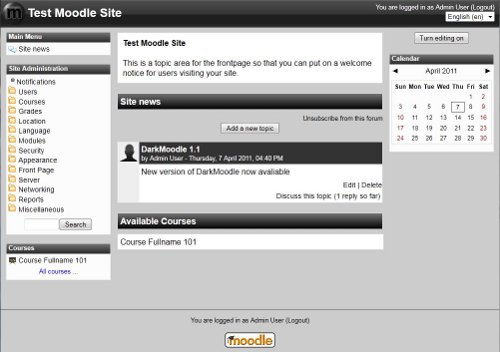 Test Moodle Site
You are logged in as Admin User (Logout)
English (en)
Main Menu
Site news
Site Administration
Notifications
Users
Courses
Grades
Location
Language
Modules
Security
Appearance
Front Page
Server
Networking
Reports
Miscellaneous
Search
Courses
Course Fullname 101
All courses ...
Test Moodle Site
This is a topic area for the frontpage so that you can put on a welcome
notice for users visiting your site.
Site news
Unsubscribe from this forum
Add a new topic
DarkMoodle 1.1
by Admin User - Thursday, 7 April 2011, 04:40 PM
New version of DarkMoodle now available
Edit | Delete
Discuss this topic (1 reply so far)
Available Courses
Course Fullname 101
Turn editing on
Calendar
◄ April 2011 ►
Sun Mon Tue Wed Thu Fri Sat
1 2
3 4 5 6 7 8 9
10 11 12 13 14 15 16
17 18 19 20 21 22 23
24 25 26 27 28 29 30
You are logged in as Admin User (Logout)
moodle